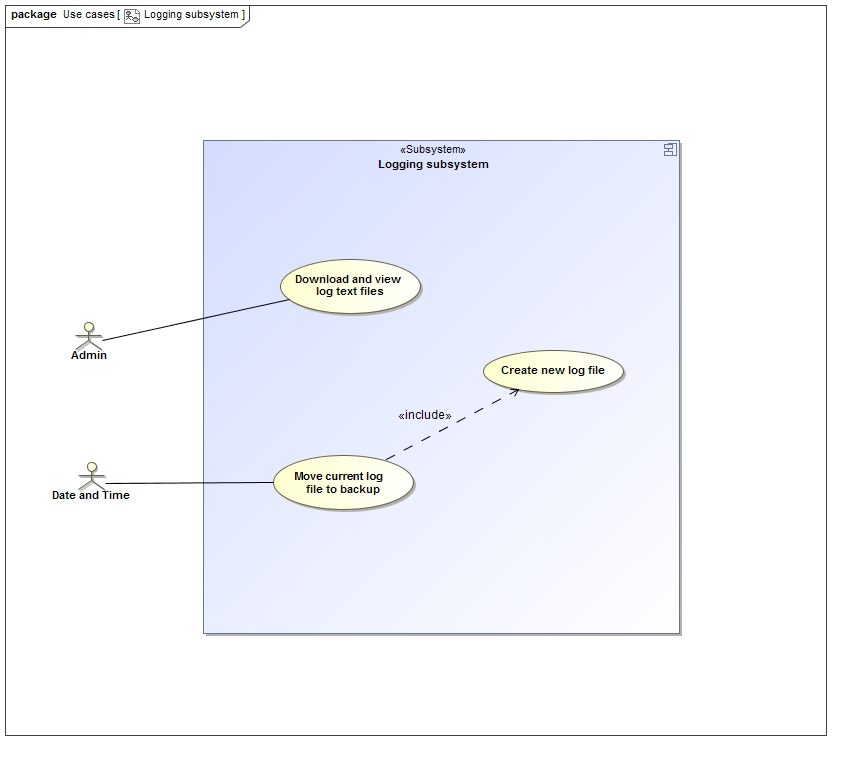 package Use cases [ Logging subsystem ]
«Subsystem»
Logging subsystem
Download and view
log text files
Admin
Create new log file
«include»
Move current log
file to backup
Date and Time